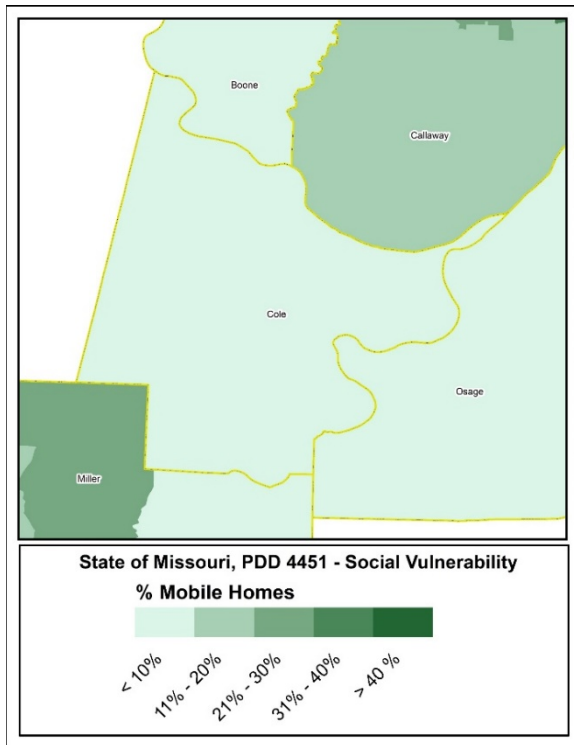 Boone
Callaway
Cole
Osage
Miller
State of Missouri, PDD 4451 - Social Vulnerability
% Mobile Homes
< 10%
11% - 20%
21% - 30%
31% - 40%
> 40 %